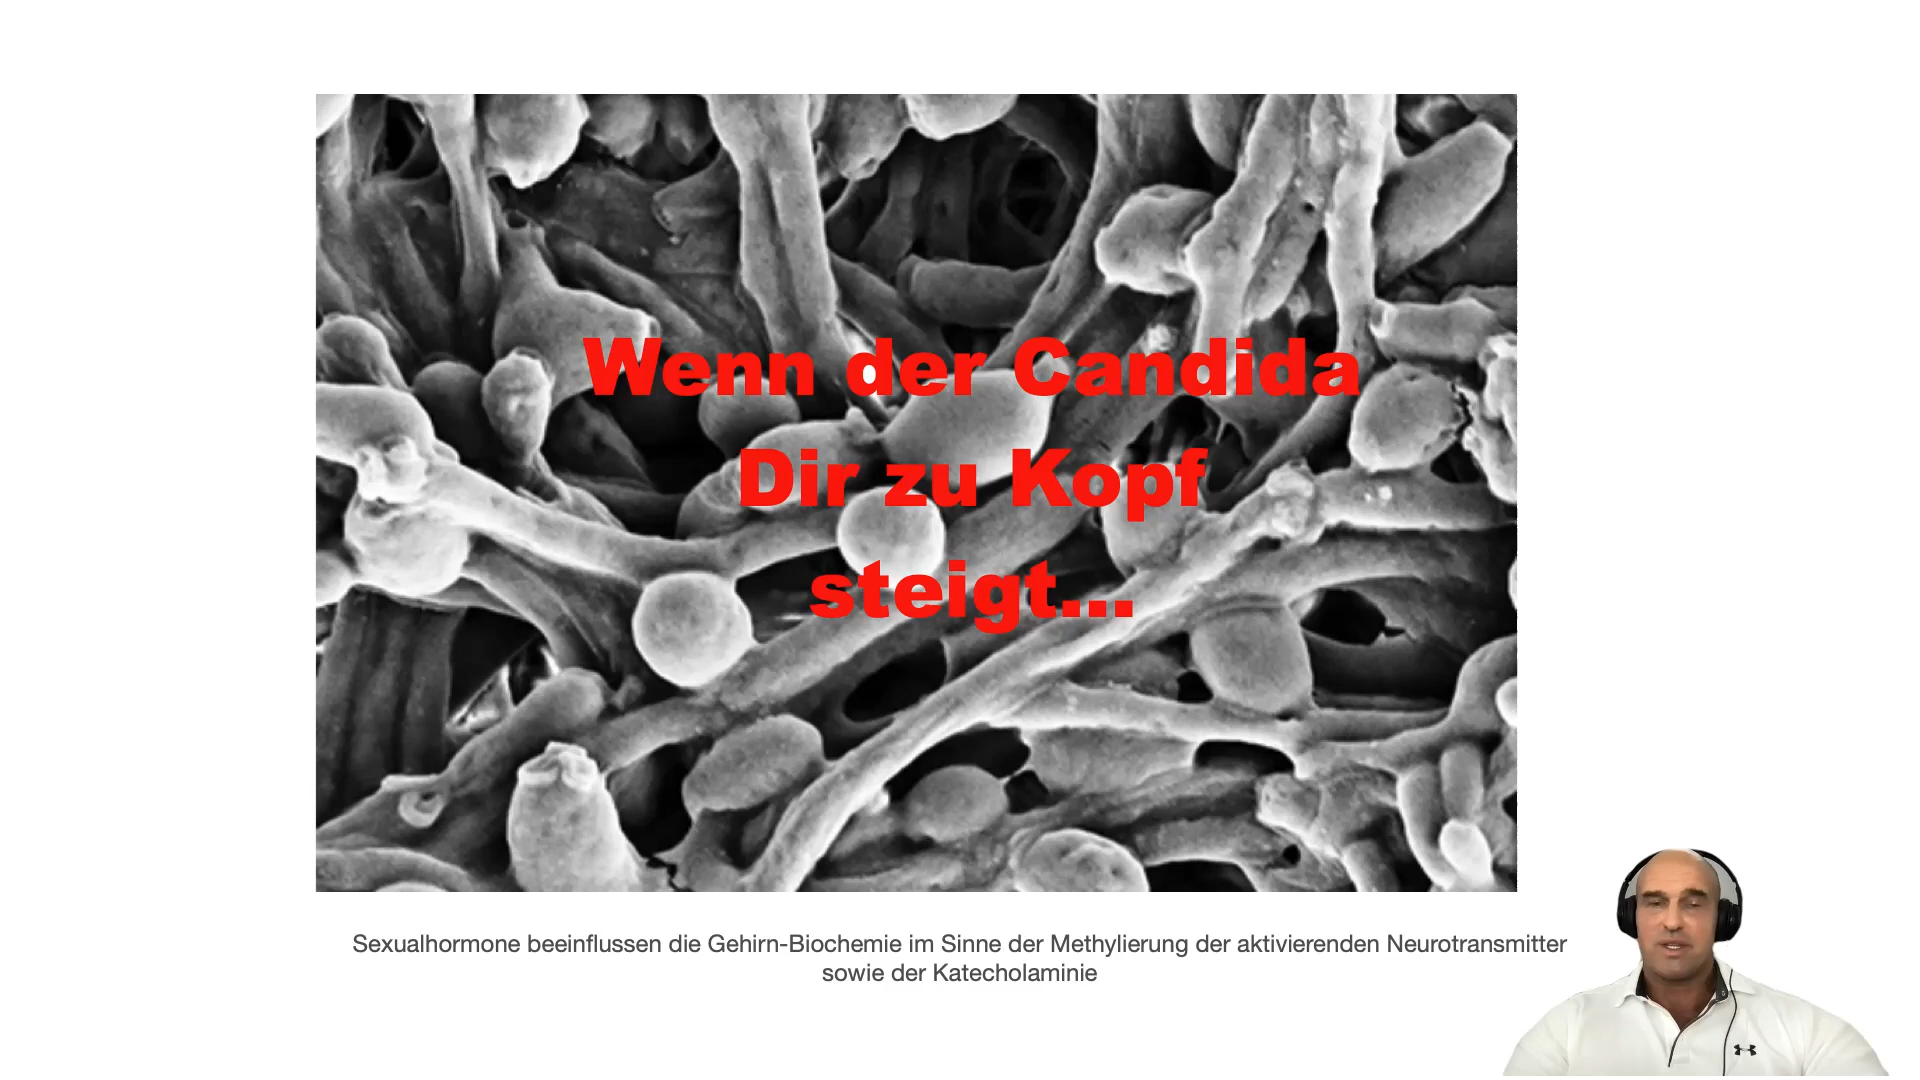 Wenn der Candida
Dir zu Kopf
steigt...
Sexualhormone beeinflussen die Gehirn-Biochemie im Sinne der Methylierung der aktivierenden Neurotransmitter
sowie der Katecholaminie